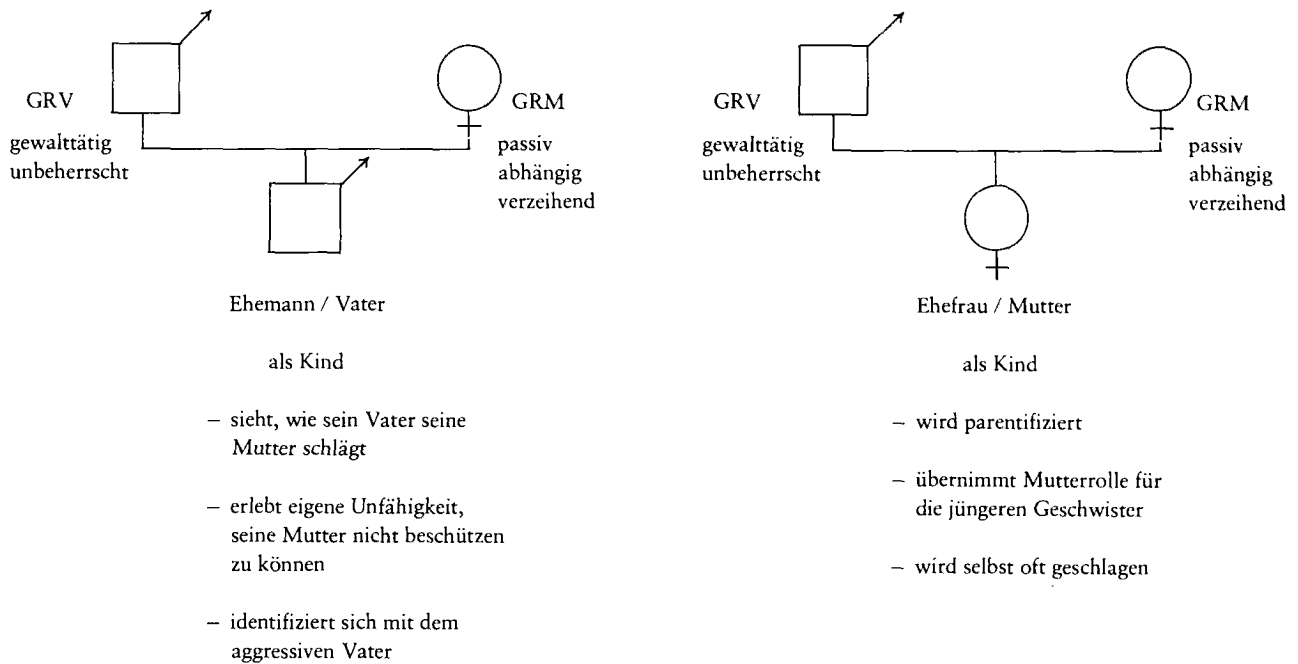 GRV
gewalttätig
unbeherrscht
GRM
passiv
abhängig
verzeihend
Ehemann / Vater
als Kind
– sieht, wie sein Vater seine
Mutter schlägt
– erlebt eigene Unfähigkeit,
seine Mutter nicht beschützen
zu können
– identifiziert sich mit dem
aggressiven Vater
GRV
gewalttätig
unbeherrscht
GRM
passiv
abhängig
verzeihend
Ehefrau / Mutter
als Kind
– wird parentifiziert
– übernimmt Mutterrolle für
die jüngeren Geschwister
– wird selbst oft geschlagen